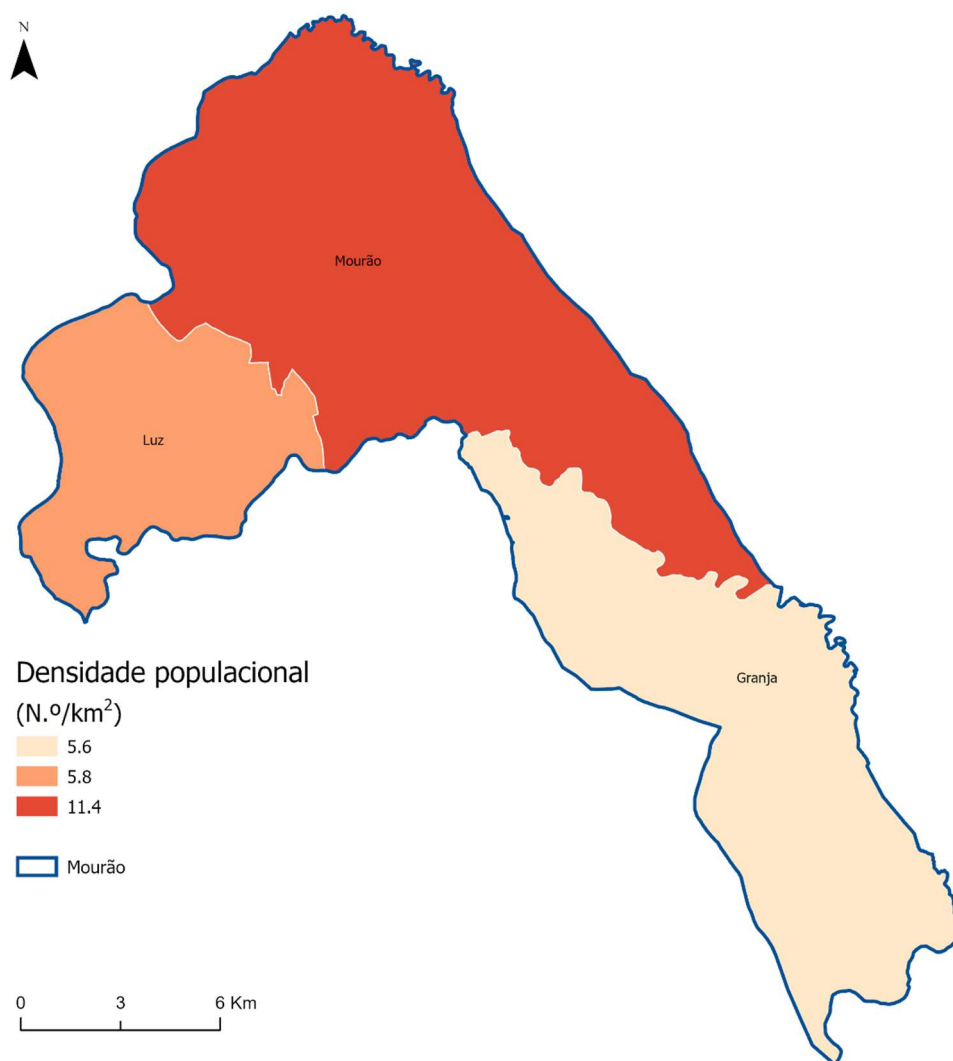 N
Mourão
Luz
Granja
Densidade populacional
(N.º/km²)
5.6
5.8
11.4
Mourão
0 3 6 Km